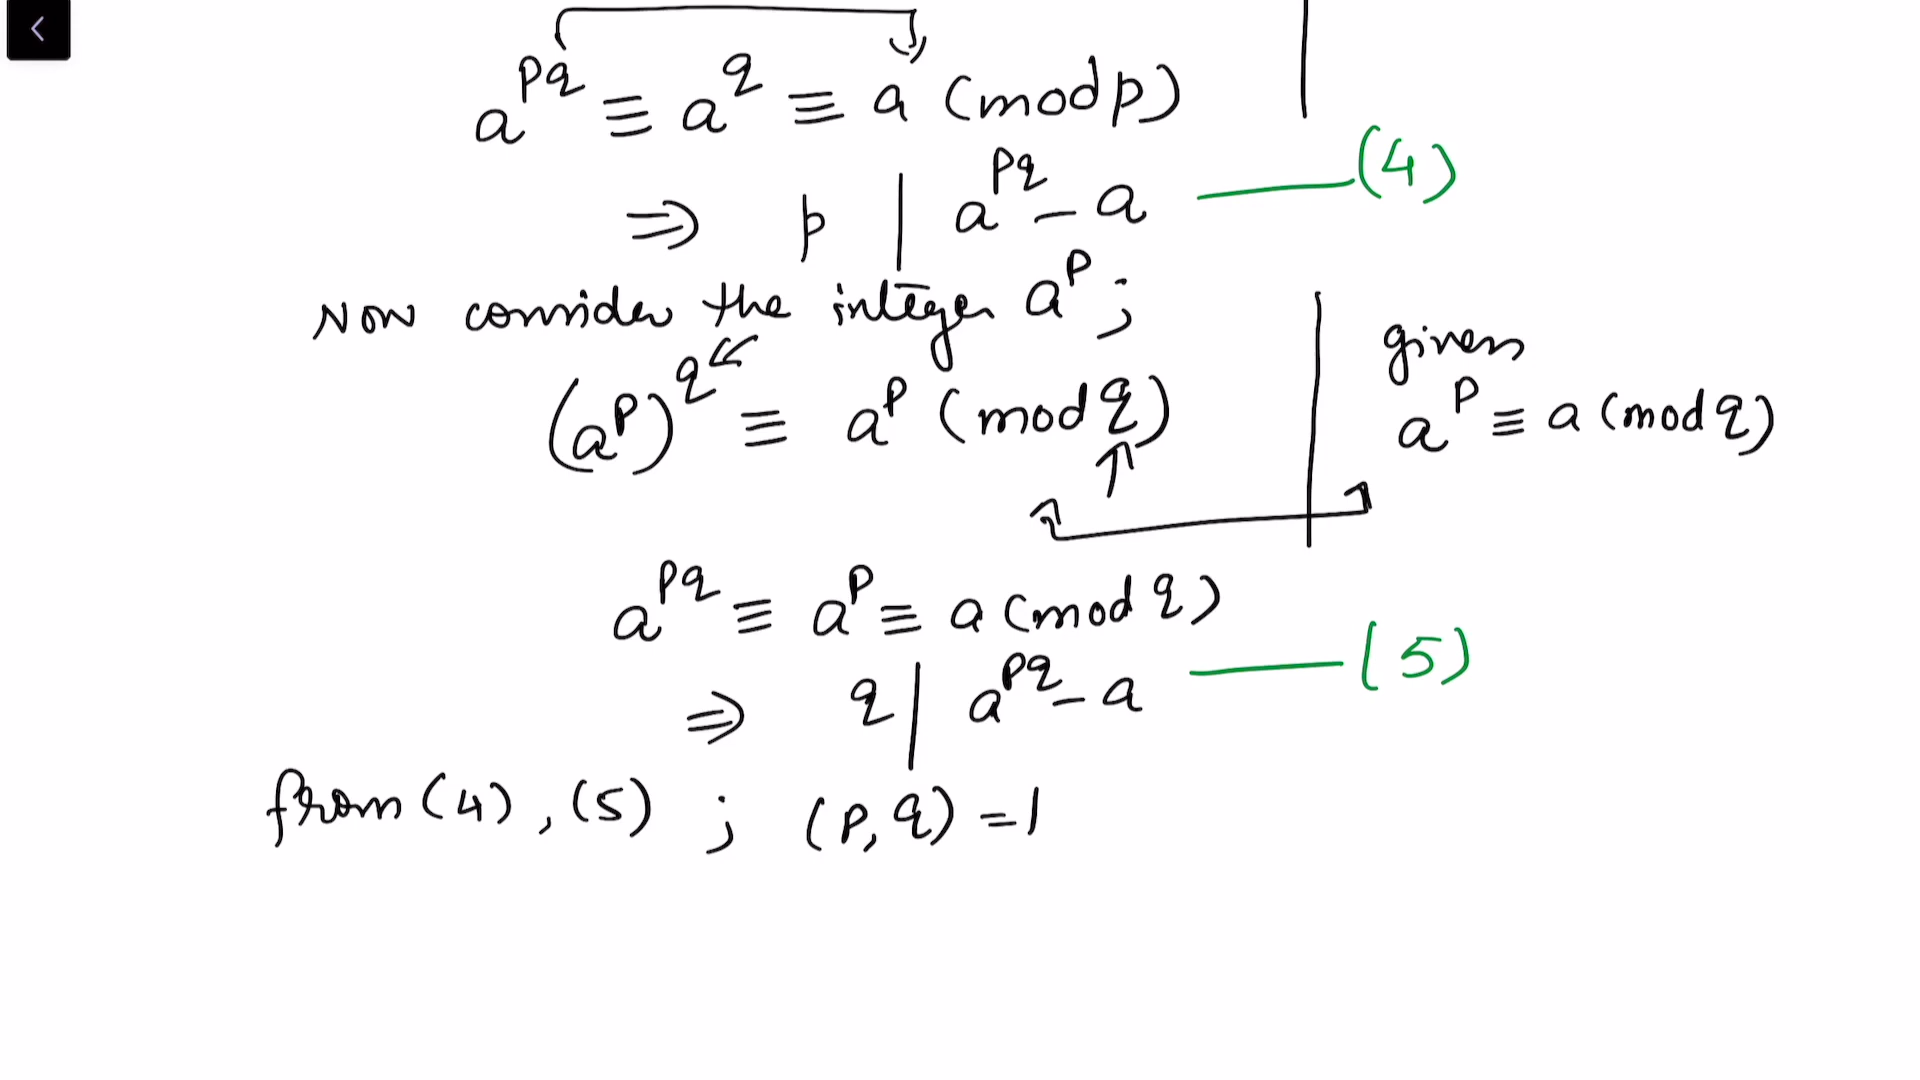 a^{pq} ≡ a^q ≡ a (mod p)
⇒ p | a^{pq} - a —— (4)
Now consider the integer a^p ;
(a^p)^q ≡ a^p (mod q)
given
a^p ≡ a (mod q)
a^{pq} ≡ a^p ≡ a (mod q)
⇒ q | a^{pq} - a —— (5)
from (4), (5) ; (p, q) = 1